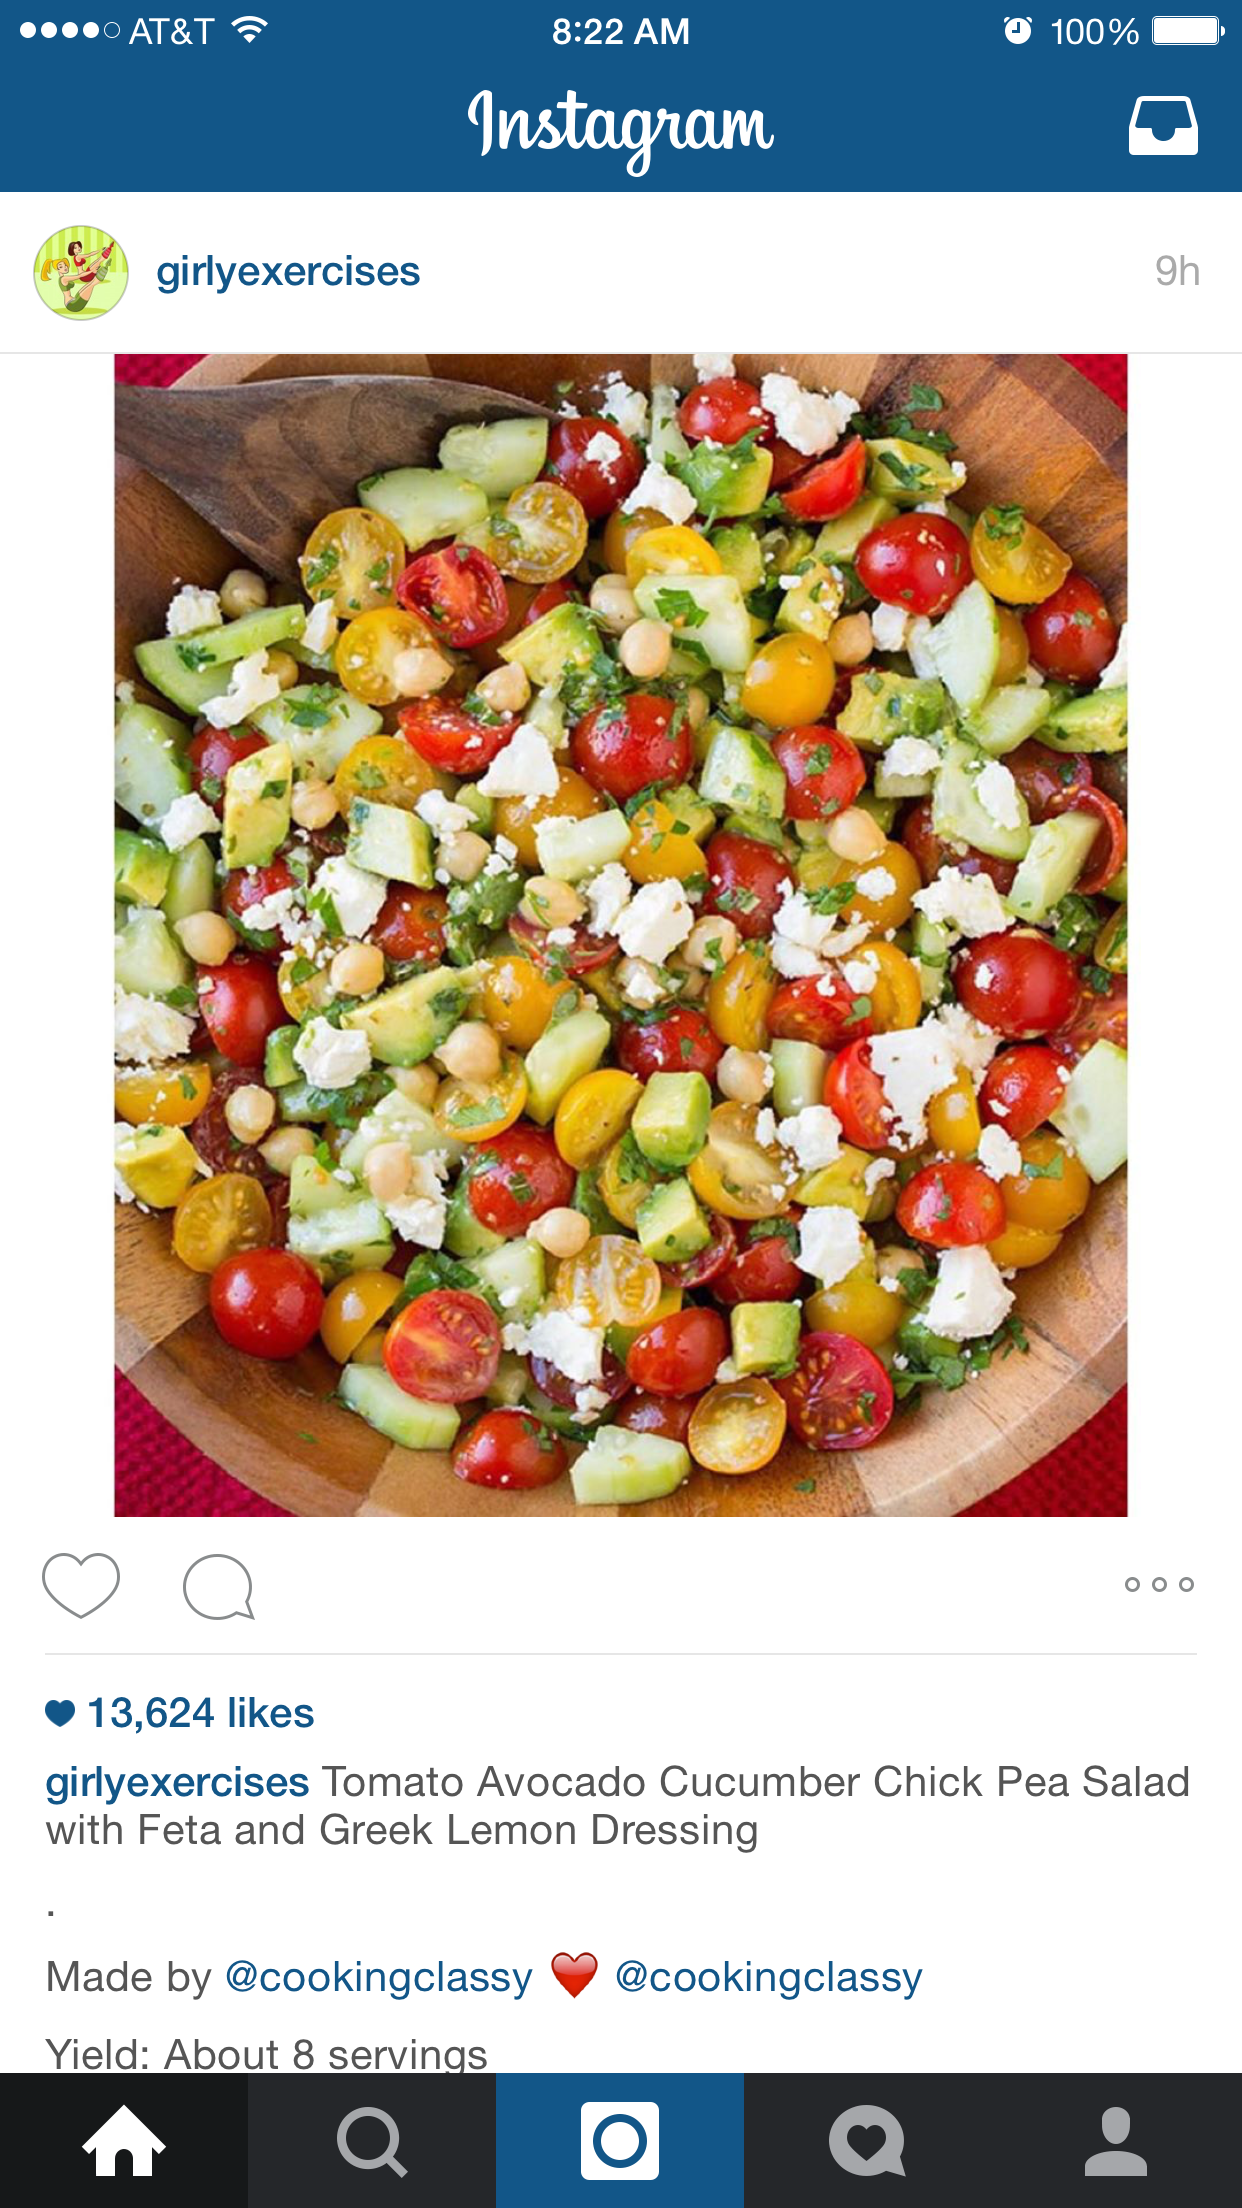 AT&T 8:22 AM 100%
Instagram
girlyexercises 9h
13,624 likes
girlyexercises Tomato Avocado Cucumber Chick Pea Salad
with Feta and Greek Lemon Dressing
.
Made by @cookingclassy ❤️ @cookingclassy
Yield: About 8 servings